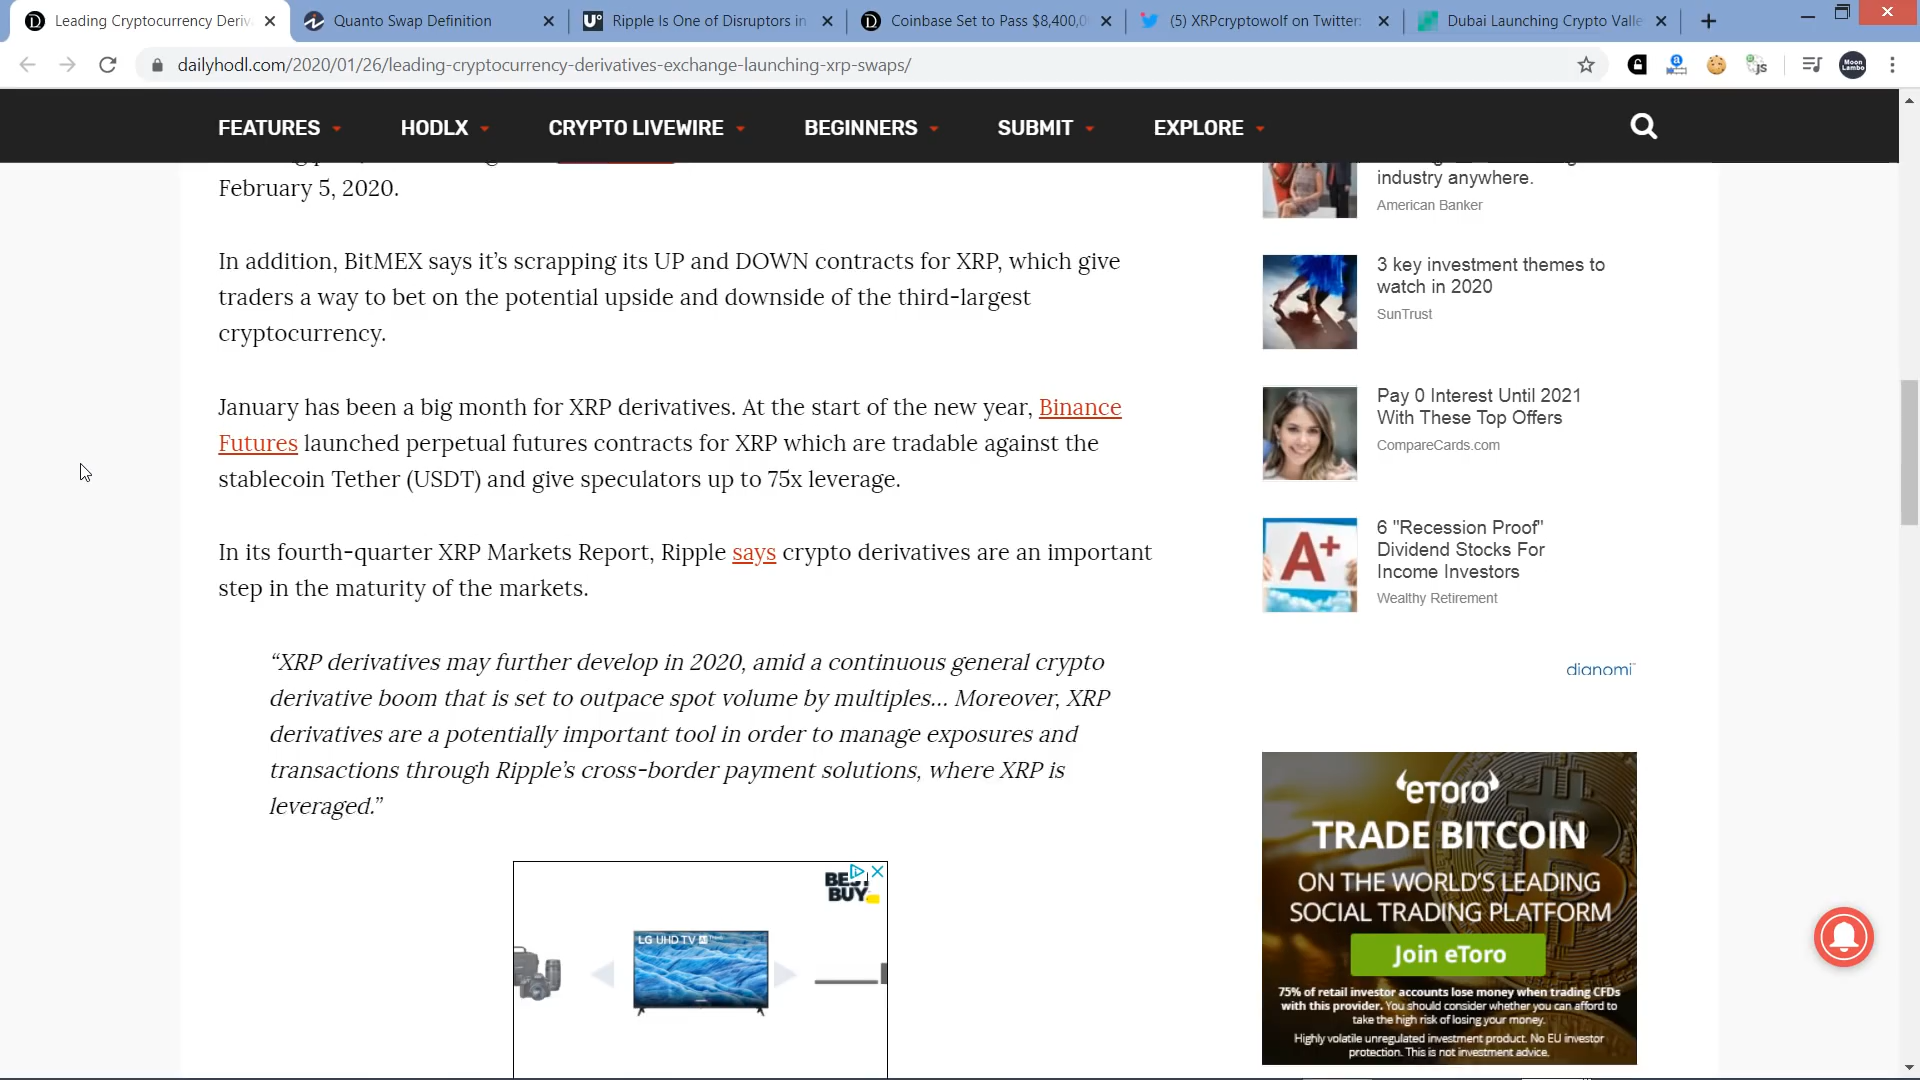 Leading Cryptocurrency Deriv
Quanto Swap Definition
Ripple Is One of Disruptors in
Coinbase Set to Pass $8,400,0
(5) XRPcryptowolf on Twitter:
Dubai Launching Crypto Valle
dailyhodl.com/2020/01/26/leading-cryptocurrency-derivatives-exchange-launching-xrp-swaps/
FEATURES
HODLX
CRYPTO LIVEWIRE
BEGINNERS
SUBMIT
EXPLORE
February 5, 2020.
In addition, BitMEX says it’s scrapping its UP and DOWN contracts for XRP, which give
traders a way to bet on the potential upside and downside of the third-largest
cryptocurrency.
January has been a big month for XRP derivatives. At the start of the new year, Binance
Futures launched perpetual futures contracts for XRP which are tradable against the
stablecoin Tether (USDT) and give speculators up to 75x leverage.
In its fourth-quarter XRP Markets Report, Ripple says crypto derivatives are an important
step in the maturity of the markets.
“XRP derivatives may further develop in 2020, amid a continuous general crypto
derivative boom that is set to outpace spot volume by multiples… Moreover, XRP
derivatives are a potentially important tool in order to manage exposures and
transactions through Ripple’s cross-border payment solutions, where XRP is
leveraged.”
BEST
BUY
LG UHD TV AI
industry anywhere.
American Banker
3 key investment themes to
watch in 2020
SunTrust
Pay 0 Interest Until 2021
With These Top Offers
CompareCards.com
A+
6 "Recession Proof"
Dividend Stocks For
Income Investors
Wealthy Retirement
dianomi
eToro
TRADE BITCOIN
ON THE WORLD'S LEADING
SOCIAL TRADING PLATFORM
Join eToro
75% of retail investor accounts lose money when trading CFDs
with this provider. You should consider whether you can afford to
take the high risk of losing your money.
Highly volatile unregulated investment product. No EU investor
protection. This is not investment advice.